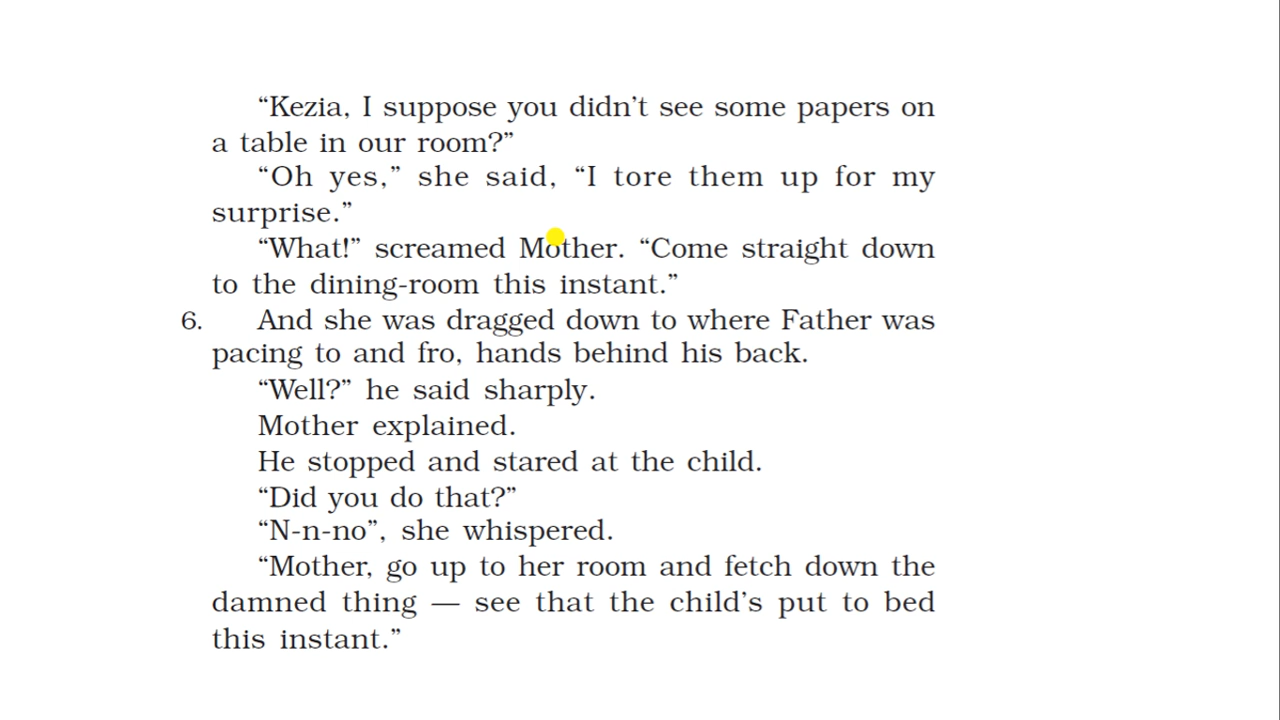 “Kezia, I suppose you didn’t see some papers on
a table in our room?”
“Oh yes,” she said, “I tore them up for my
surprise.”
“What!” screamed Mother. “Come straight down
to the dining-room this instant.”
6. And she was dragged down to where Father was
pacing to and fro, hands behind his back.
“Well?” he said sharply.
Mother explained.
He stopped and stared at the child.
“Did you do that?”
“N-n-no”, she whispered.
“Mother, go up to her room and fetch down the
damned thing — see that the child’s put to bed
this instant.”